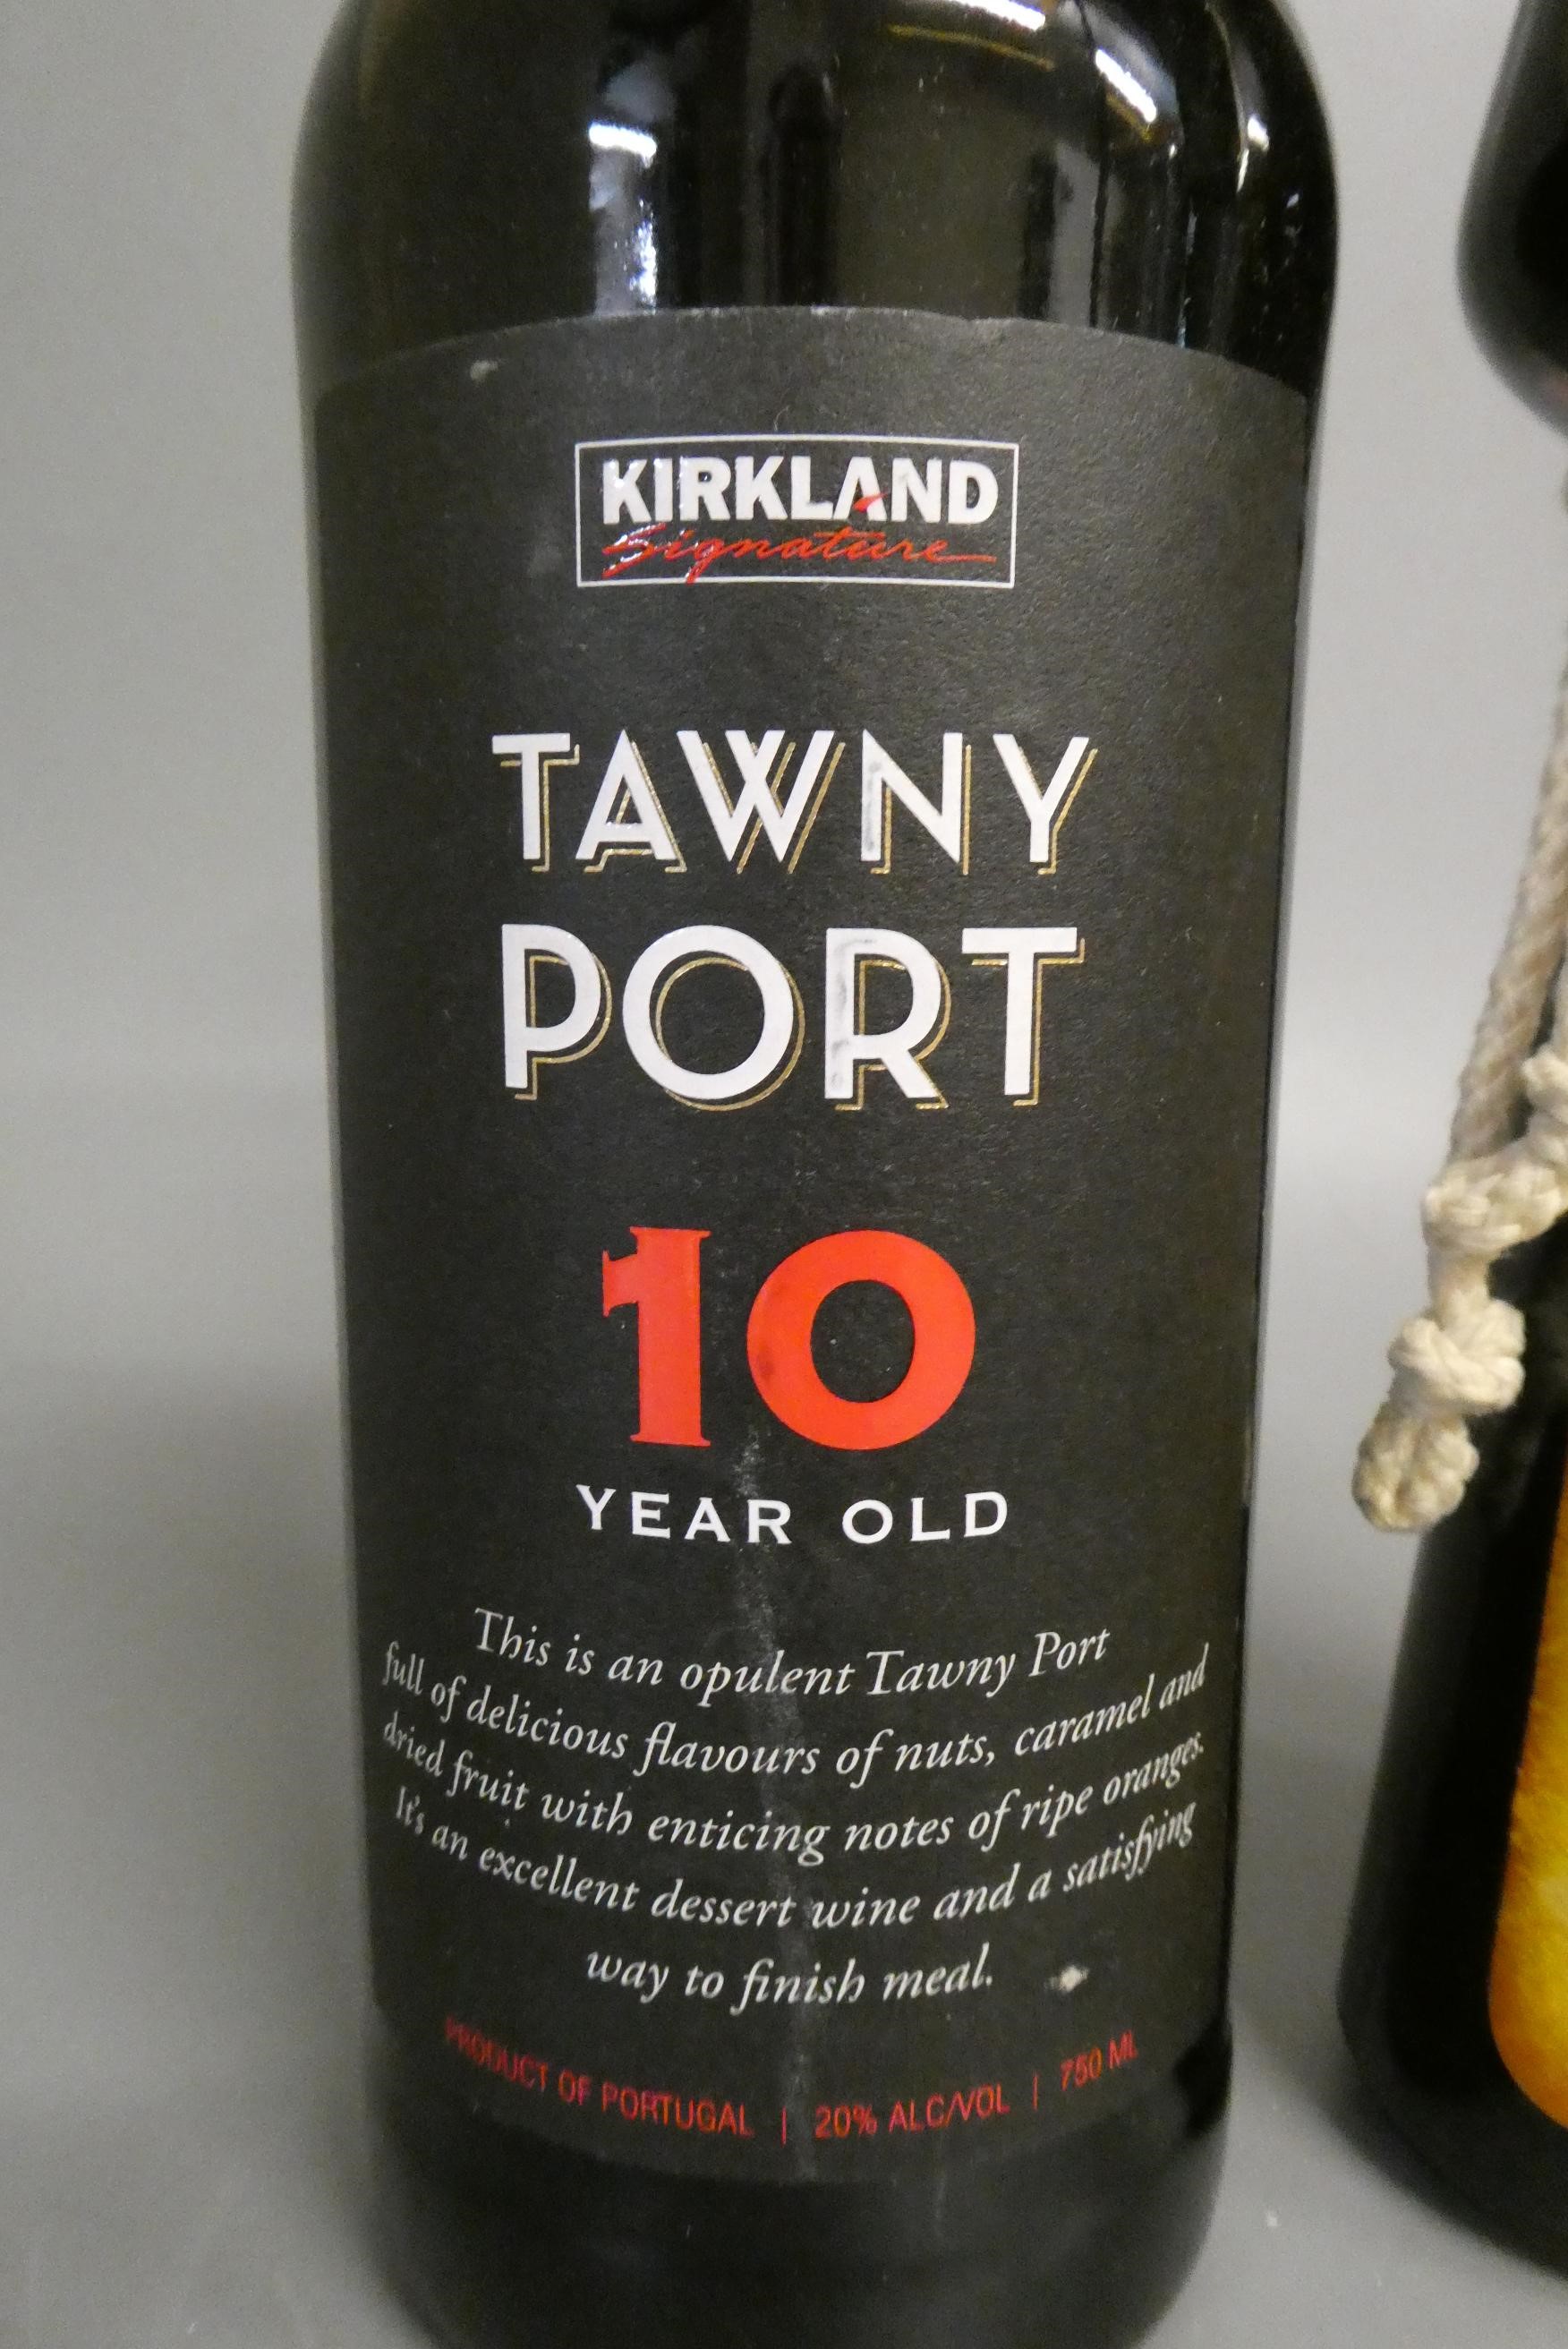 KIRKLAND
Signature
TAWNY
PORT
10
YEAR OLD
This is an opulent Tawny Port
full of delicious flavours of nuts, caramel and
dried fruit with enticing notes of ripe oranges.
It's an excellent dessert wine and a satisfying
way to finish meal.
PRODUCT OF PORTUGAL | 20% ALC/VOL | 750 ML